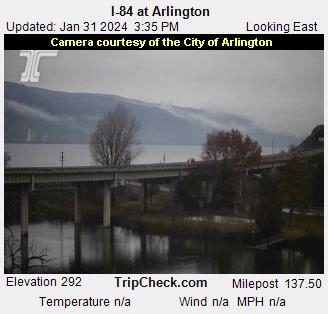 I-84 at Arlington
Updated: Jan 31 2024 3:35 PM Looking East
Camera courtesy of the City of Arlington
Elevation 292 TripCheck.com Milepost 137.50
Temperature n/a Wind n/a MPH n/a